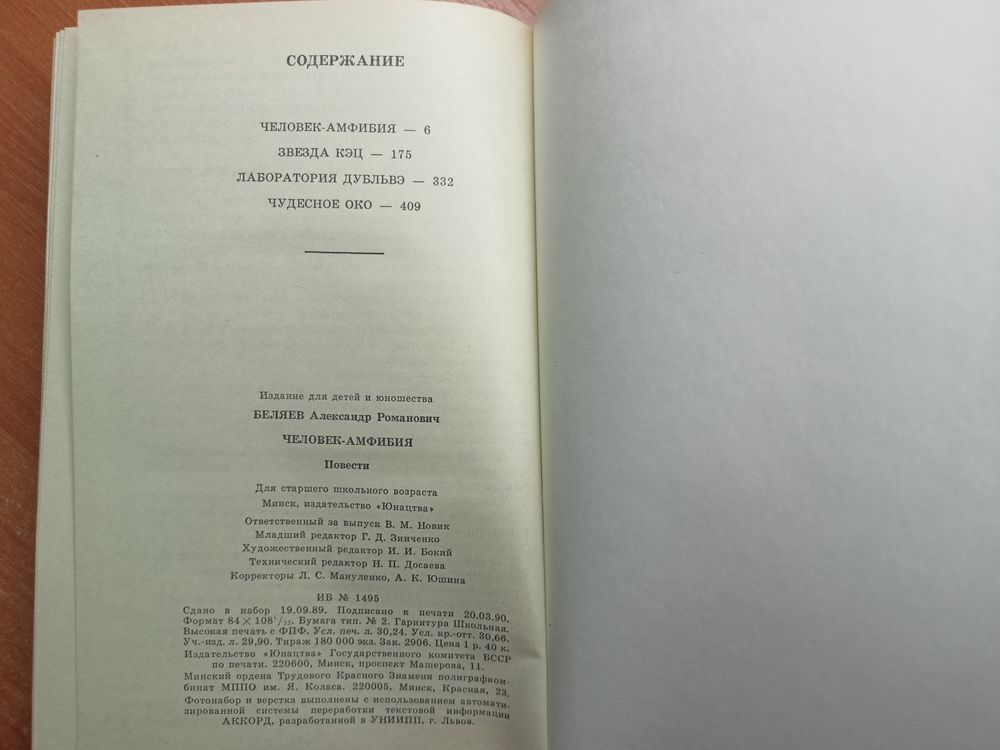 СОДЕРЖАНИЕ
ЧЕЛОВЕК-АМФИБИЯ — 6
ЗВЕЗДА КЭЦ — 175
ЛАБОРАТОРИЯ ДУБЛЬВЭ — 332
ЧУДЕСНОЕ ОКО — 409
Издание для детей и юношества
БЕЛЯЕВ Александр Романович
ЧЕЛОВЕК-АМФИБИЯ
Повести
Для старшего школьного возраста
Минск, издательство «Юнацтва»
Ответственный за выпуск В. М. Новик
Младший редактор Г. Д. Зинченко
Художественный редактор И. И. Бокий
Технический редактор Н. П. Досаева
Корректоры Л. С. Мануленко, А. К. Юшина
ИБ № 1495
Сдано в набор 19.09.89. Подписано к печати 20.03.90.
Формат 84×108¹/₃₂. Бумага тип. № 2. Гарнитура Школьная.
Высокая печать с ФПФ. Усл. печ. л. 30,24. Усл. кр.-отт. 30,66.
Уч.-изд. л. 29,90. Тираж 180 000 экз. Зак. 2906. Цена 1 р. 40 к.
Издательство «Юнацтва» Государственного комитета БССР
по печати. 220600, Минск, проспект Машерова, 11.
Минский ордена Трудового Красного Знамени полиграфком-
бинат МППО им. Я. Коласа. 220005, Минск, Красная, 23.
Фотонабор и верстка выполнены с использованием автомати-
зированной системы переработки текстовой информации
АККОРД, разработанной в УНИИПП, г. Львов.